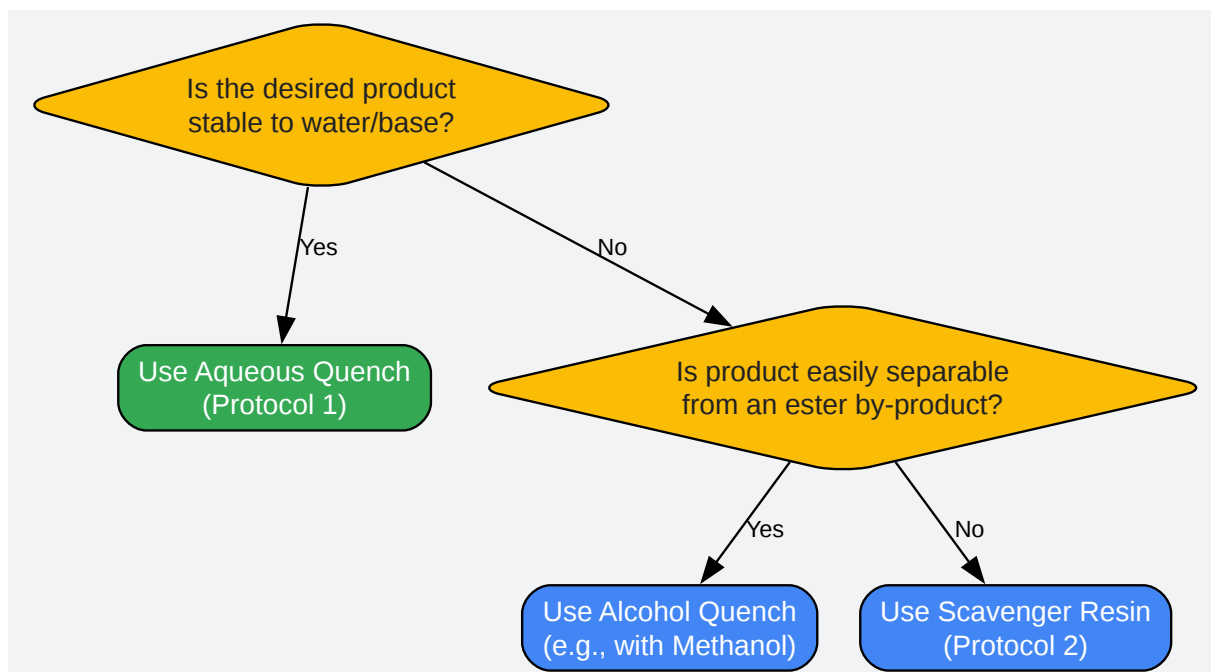 Is the desired product
stable to water/base?
Yes
No
Use Aqueous Quench
(Protocol 1)
Is product easily separable
from an ester by-product?
Yes
No
Use Alcohol Quench
(e.g., with Methanol)
Use Scavenger Resin
(Protocol 2)